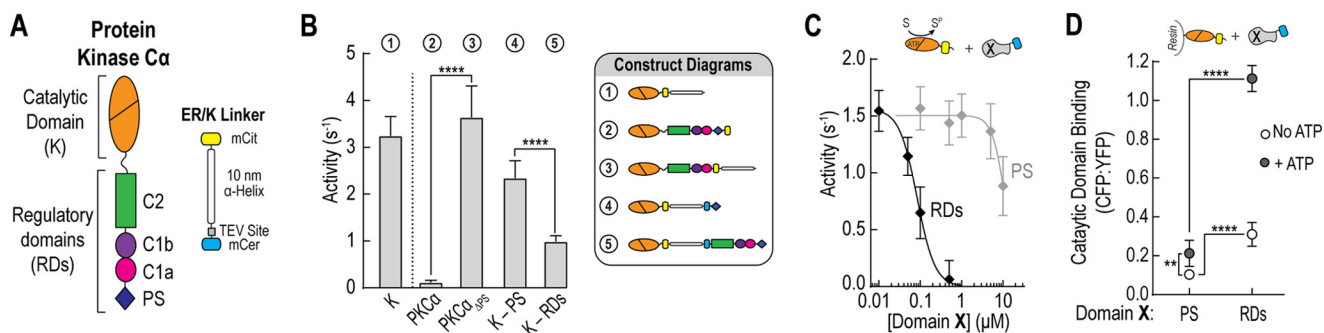 A
Protein
Kinase Cα
Catalytic
Domain
(K)
Regulatory
domains
(RDs)
C2
C1b
C1a
PS
ER/K Linker
mCit
10 nm
α-Helix
TEV Site
mCer
B
① ② ③ ④ ⑤
****
****
Activity (s⁻¹)
5
4
3
2
1
0
K
PKCα
PKCα ΔPS
K – PS
K – RDs
Construct Diagrams
①
②
③
④
⑤
C
S Sᴾ
ATP
+ X
Activity (s⁻¹)
2.0
1.5
1.0
0.5
0.0
PS
RDs
0.01 0.1 1 10
[Domain X] (µM)
D
Resin
+ X
Cataytic Domain Binding
(CFP:YFP)
1.2
1.0
0.8
0.6
0.4
0.2
0.0
****
****
**
No ATP
+ ATP
Domain X: PS RDs